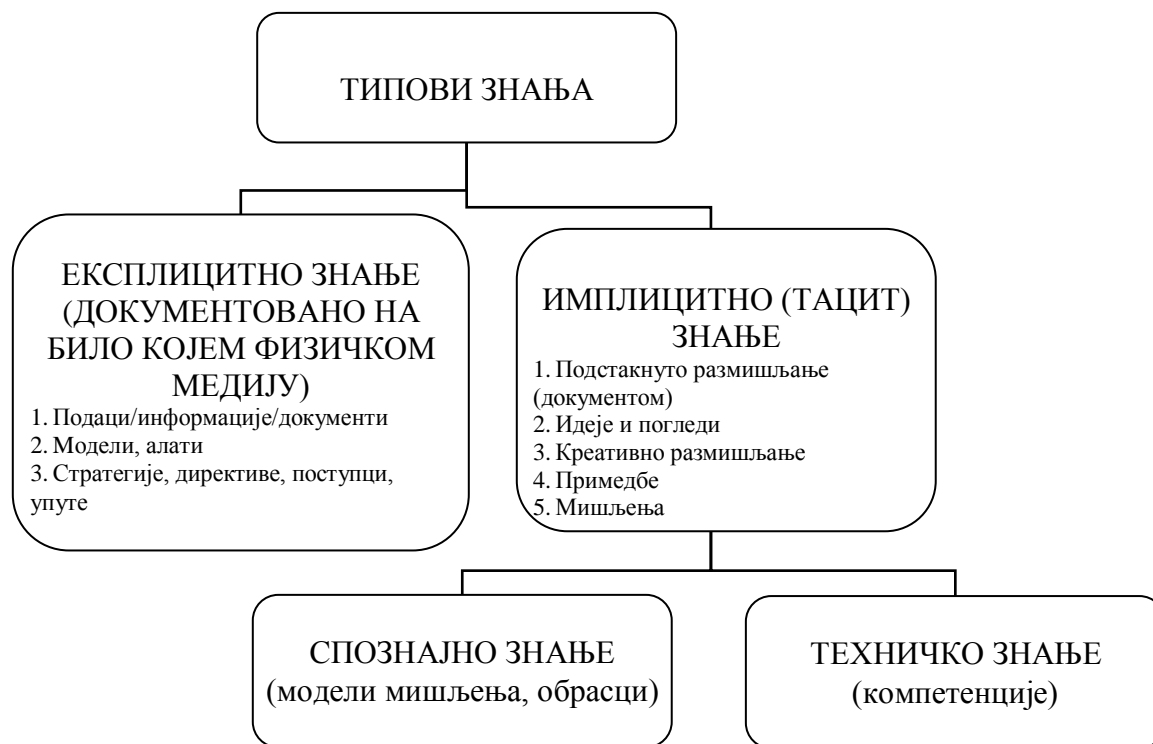 ТИПОВИ ЗНАЊА
ЕКСПЛИЦИТНО ЗНАЊЕ
(ДОКУМЕНТОВАНО НА
БИЛО КОЈЕМ ФИЗИЧКОМ
МЕДИЈУ)
1. Подаци/информације/документи
2. Модели, алати
3. Стратегије, директиве, поступци,
упуте
ИМПЛИЦИТНО (ТАЦИТ)
ЗНАЊЕ
1. Подстакнуто размишљање
(документом)
2. Идеје и погледи
3. Креативно размишљање
4. Примедбе
5. Мишљења
СПОЗНАЈНО ЗНАЊЕ
(модели мишљења, обрасци)
ТЕХНИЧКО ЗНАЊЕ
(компетенције)